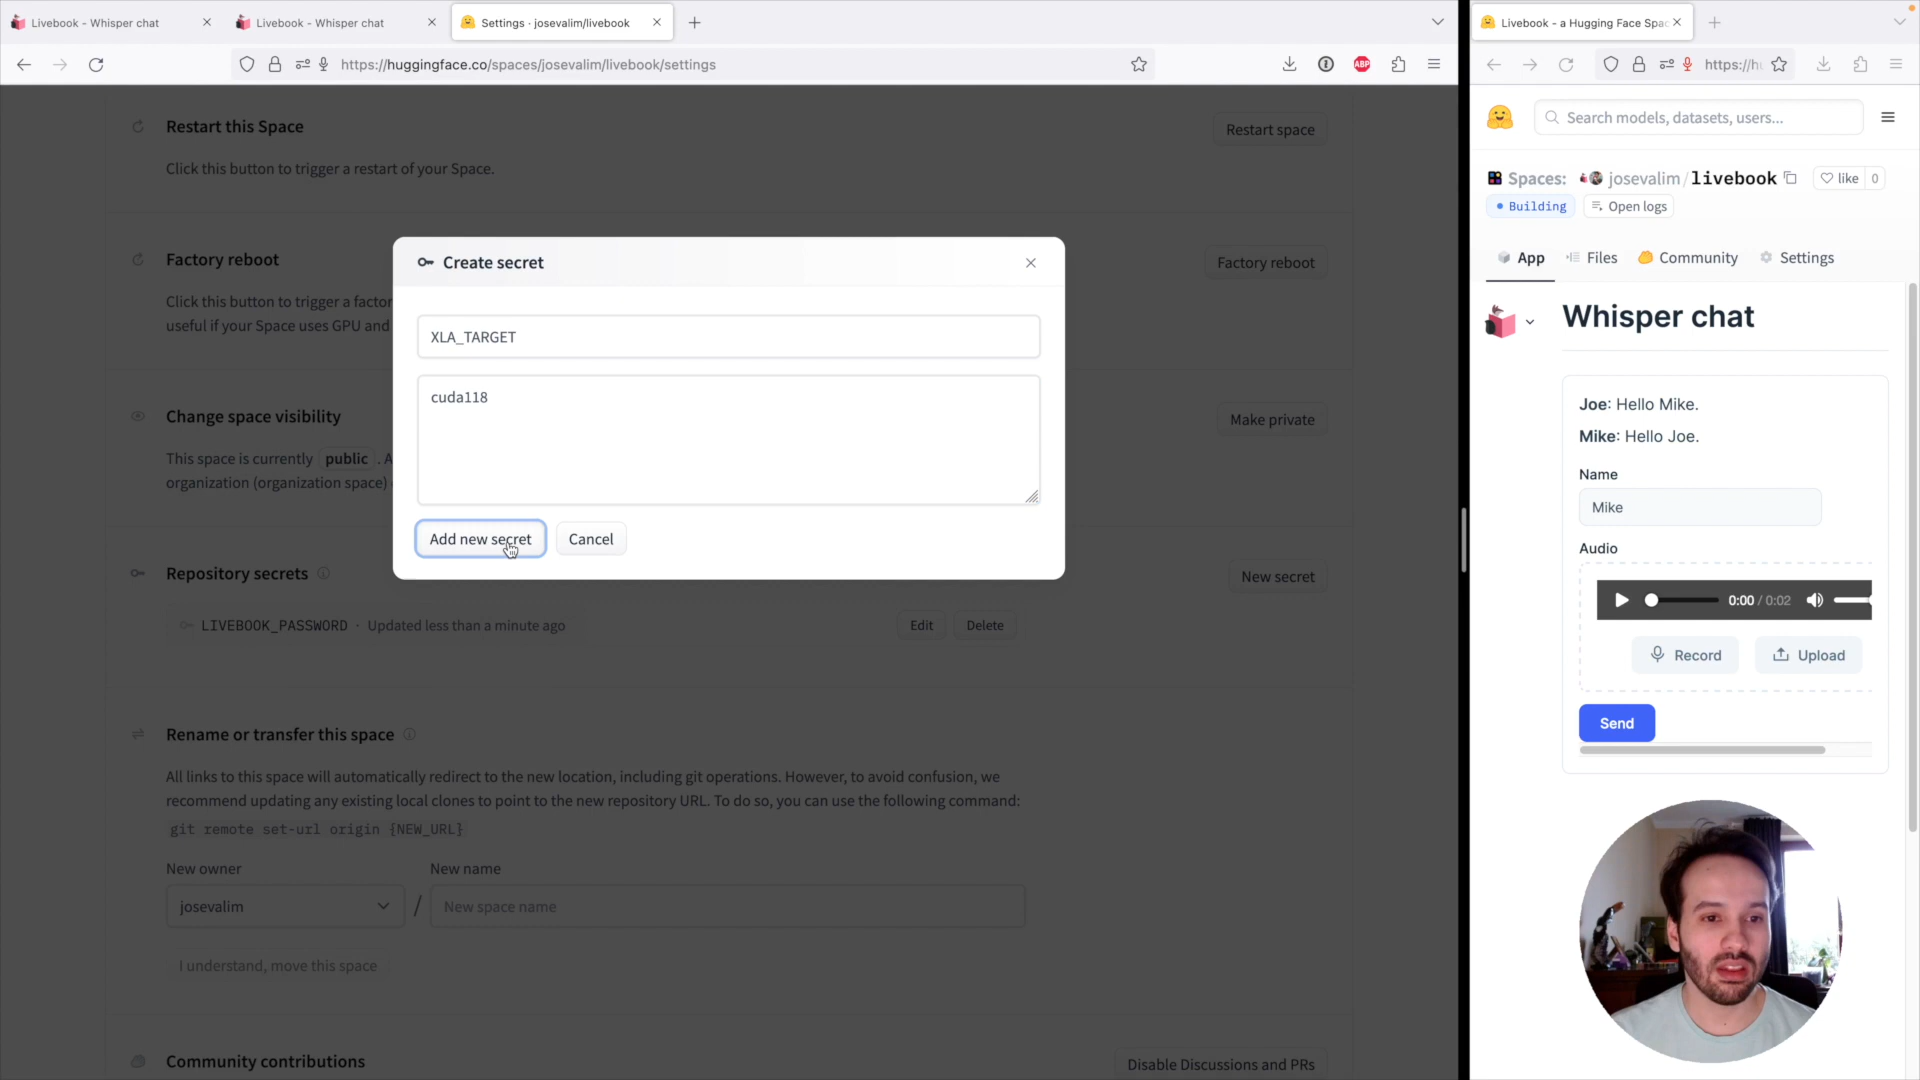 Livebook - Whisper chat
Livebook - Whisper chat
Settings · josevalim/livebook
https://huggingface.co/spaces/josevalim/livebook/settings
ABP
Restart this Space
Restart space
Click this button to trigger a restart of your Space.
Factory reboot
Factory reboot
Click this button to trigger a factor
useful if your Space uses GPU and
Change space visibility
Make private
This space is currently public . A
organization (organization space)
Create secret
XLA_TARGET
cuda118
Add new secret
Cancel
Repository secrets
New secret
LIVEBOOK_PASSWORD · Updated less than a minute ago
Edit
Delete
Rename or transfer this space
All links to this space will automatically redirect to the new location, including git operations. However, to avoid confusion, we
recommend updating any existing local clones to point to the new repository URL. To do so, you can use the following command:
git remote set-url origin {NEW_URL}
New owner
New name
josevalim
/
New space name
I understand, move this space
Community contributions
Disable Discussions and PRs
Livebook - a Hugging Face Spac
https://hu
Search models, datasets, users...
Spaces:
josevalim/livebook
like 0
Building
Open logs
App
Files
Community
Settings
Whisper chat
Joe: Hello Mike.
Mike: Hello Joe.
Name
Mike
Audio
0:00 / 0:02
Record
Upload
Send